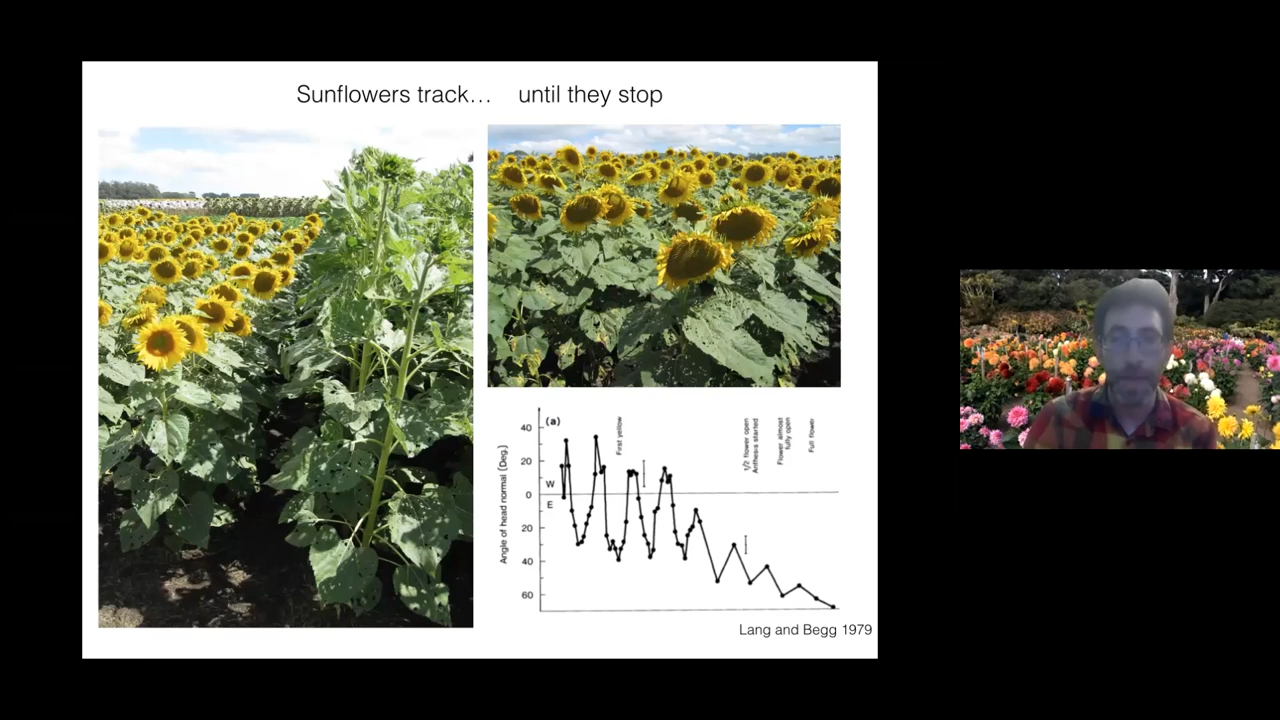 Sunflowers track… until they stop
(a)
40
20
0
20
40
60
W
E
Angle of head normal (Deg.)
First yellow
1/2 flower open
Anthesis started
Flower almost
fully open
Full flower
Lang and Begg 1979